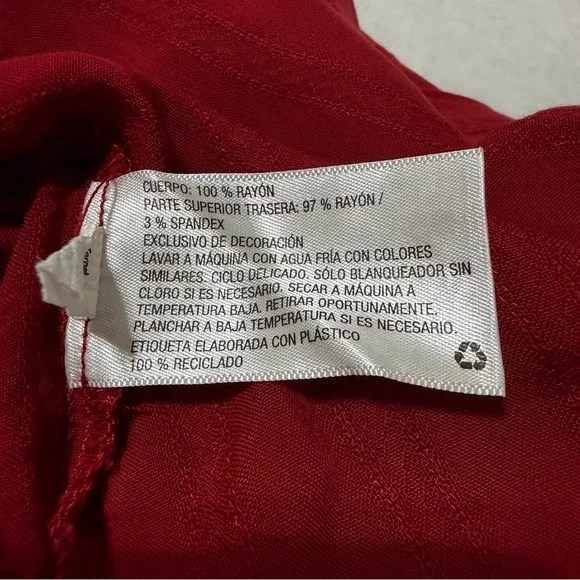 CUERPO: 100 % RAYÓN
PARTE SUPERIOR TRASERA: 97 % RAYÓN /
3 % SPANDEX
EXCLUSIVO DE DECORACIÓN
LAVAR A MÁQUINA CON AGUA FRÍA CON COLORES
SIMILARES. CICLO DELICADO. SÓLO BLANQUEADOR SIN
CLORO SI ES NECESARIO. SECAR A MÁQUINA A
TEMPERATURA BAJA. RETIRAR OPORTUNAMENTE.
PLANCHAR A BAJA TEMPERATURA SI ES NECESARIO.
ETIQUETA ELABORADA CON PLÁSTICO
100 % RECICLADO